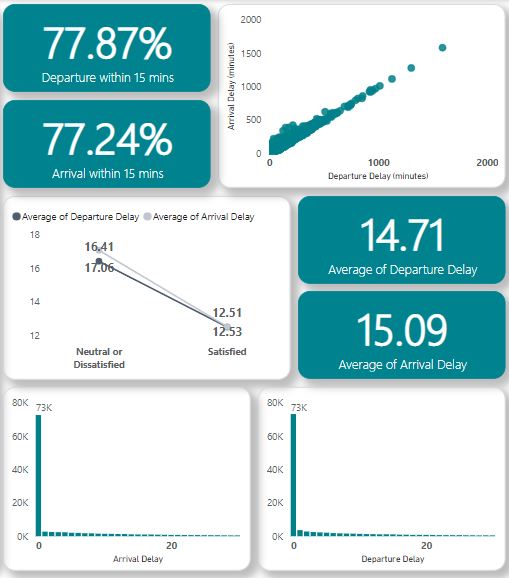 77.87%
Departure within 15 mins
77.24%
Arrival within 15 mins
Arrival Delay (minutes)
2000
1500
1000
500
0
0 1000 2000
Departure Delay (minutes)
Average of Departure Delay Average of Arrival Delay
18
16
14
12
16.41
17.06
12.51
12.53
Neutral or
Dissatisfied
Satisfied
14.71
Average of Departure Delay
15.09
Average of Arrival Delay
80K
60K
40K
20K
0K
73K
0 20
Arrival Delay
80K
60K
40K
20K
0K
73K
0 20
Departure Delay